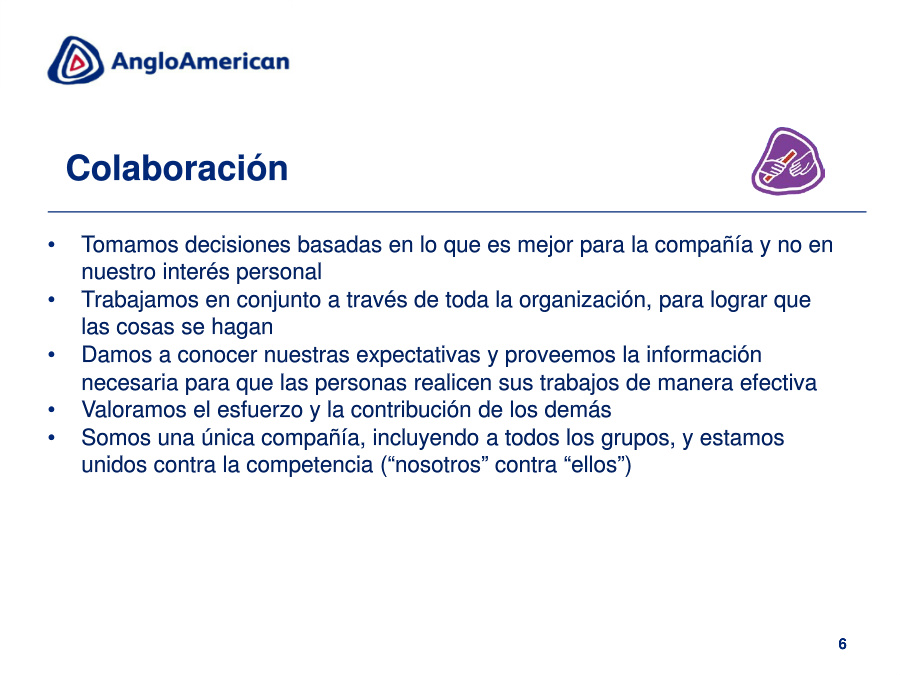 AngloAmerican
Colaboración
• Tomamos decisiones basadas en lo que es mejor para la compañía y no en
nuestro interés personal
• Trabajamos en conjunto a través de toda la organización, para lograr que
las cosas se hagan
• Damos a conocer nuestras expectativas y proveemos la información
necesaria para que las personas realicen sus trabajos de manera efectiva
• Valoramos el esfuerzo y la contribución de los demás
• Somos una única compañía, incluyendo a todos los grupos, y estamos
unidos contra la competencia (“nosotros” contra “ellos”)
6